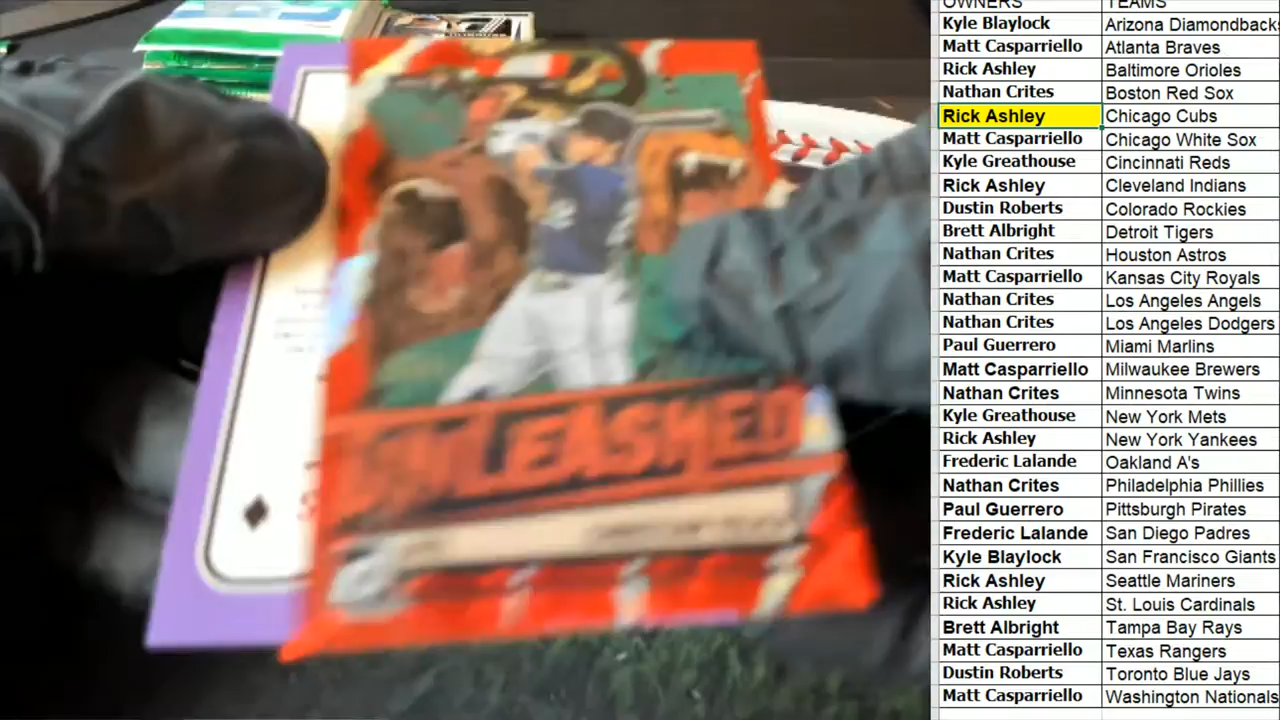 OWNERS TEAMS
Kyle Blaylock Arizona Diamondback
Matt Casparriello Atlanta Braves
Rick Ashley Baltimore Orioles
Nathan Crites Boston Red Sox
Rick Ashley Chicago Cubs
Matt Casparriello Chicago White Sox
Kyle Greathouse Cincinnati Reds
Rick Ashley Cleveland Indians
Dustin Roberts Colorado Rockies
Brett Albright Detroit Tigers
Nathan Crites Houston Astros
Matt Casparriello Kansas City Royals
Nathan Crites Los Angeles Angels
Nathan Crites Los Angeles Dodgers
Paul Guerrero Miami Marlins
Matt Casparriello Milwaukee Brewers
Nathan Crites Minnesota Twins
Kyle Greathouse New York Mets
Rick Ashley New York Yankees
Frederic Lalande Oakland A's
Nathan Crites Philadelphia Phillies
Paul Guerrero Pittsburgh Pirates
Frederic Lalande San Diego Padres
Kyle Blaylock San Francisco Giants
Rick Ashley Seattle Mariners
Rick Ashley St. Louis Cardinals
Brett Albright Tampa Bay Rays
Matt Casparriello Texas Rangers
Dustin Roberts Toronto Blue Jays
Matt Casparriello Washington Nationals
UNLEASHED